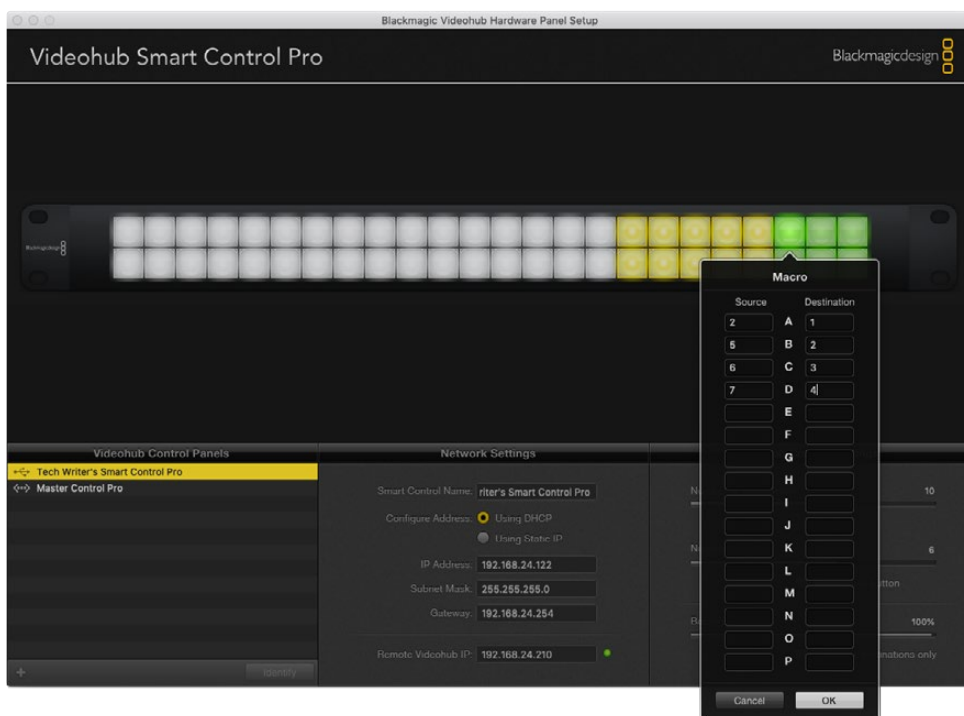 Blackmagic Videohub Hardware Panel Setup
Videohub Smart Control Pro
Blackmagicdesign
Blackmagicdesign
Macro
Source Destination
2 A 1
5 B 2
6 C 3
7 D 4
E
F
G
H
I
J
K
L
M
N
O
P
Cancel OK
Videohub Control Panels
Tech Writer's Smart Control Pro
Master Control Pro
+ Identify
Network Settings
Smart Control Name: riter's Smart Control Pro
Configure Address: Using DHCP
Using Static IP
IP Address: 192.168.24.122
Subnet Mask: 255.255.255.0
Gateway: 192.168.24.254
Remote Videohub IP: 192.168.24.210
10
6
100%